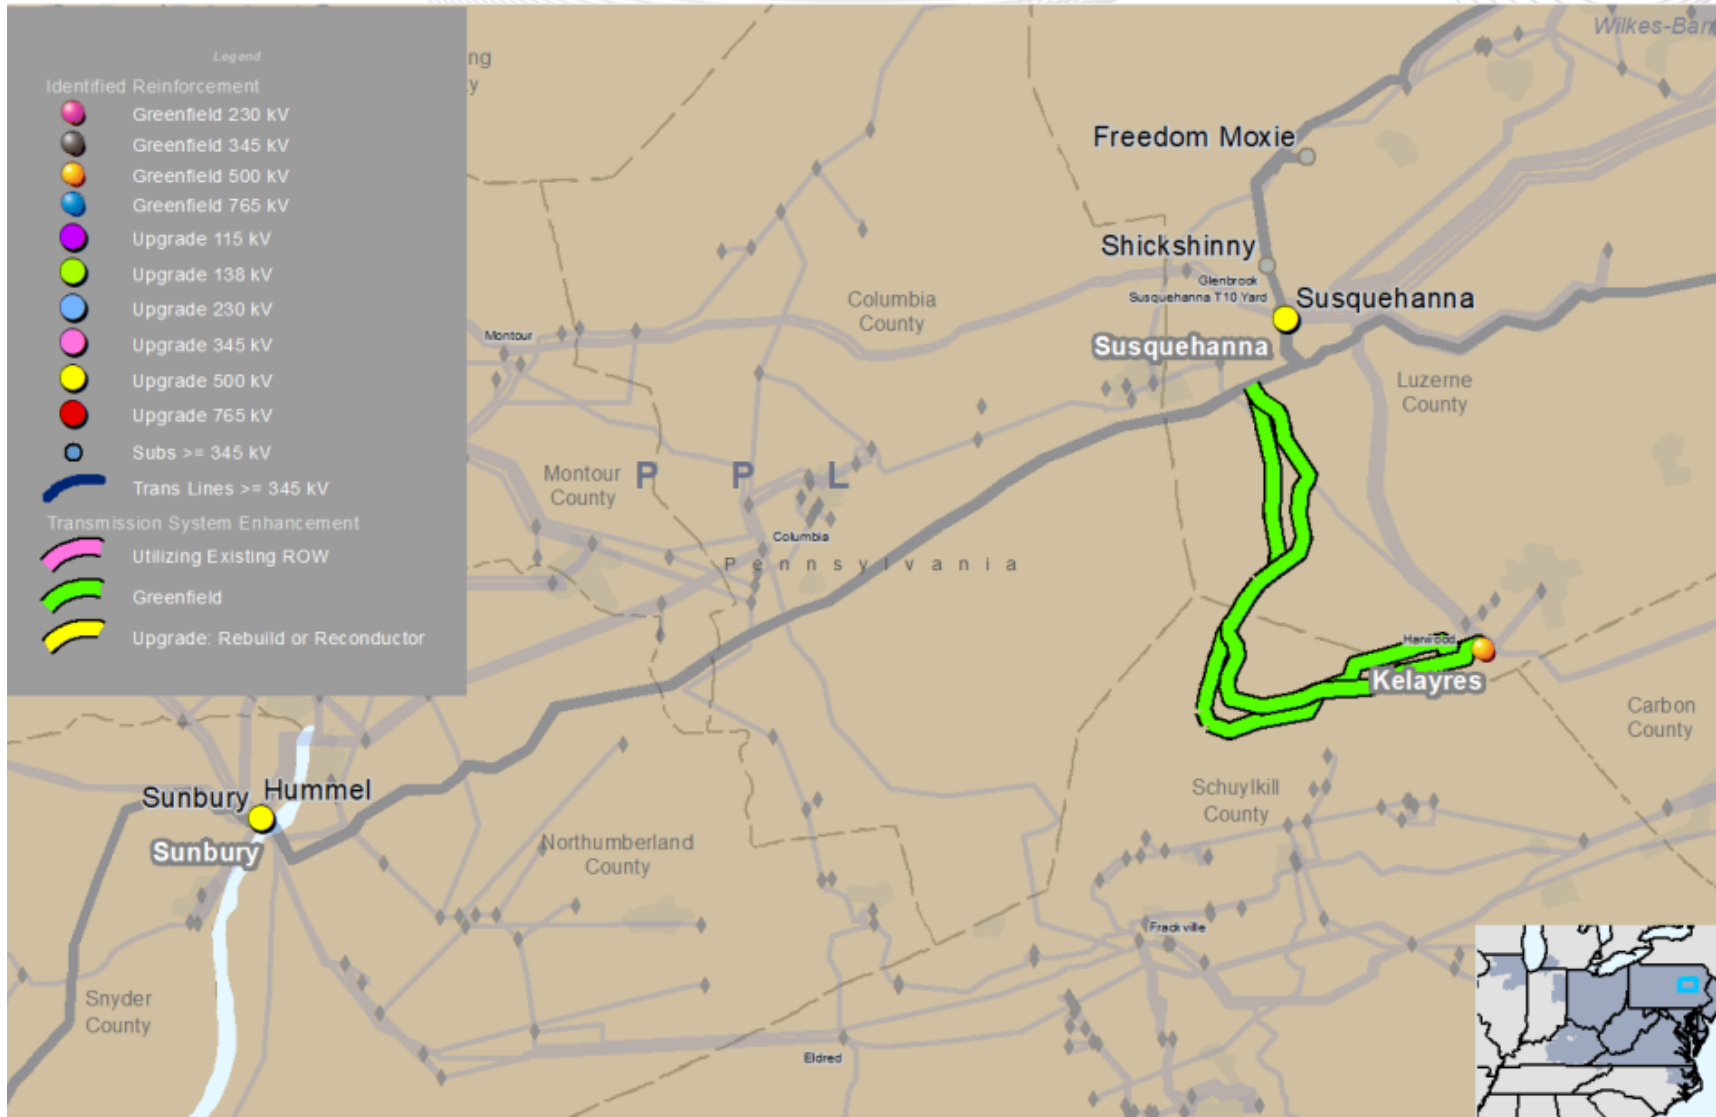 Legend
Identified Reinforcement
Greenfield 230 kV
Greenfield 345 kV
Greenfield 500 kV
Greenfield 765 kV
Upgrade 115 kV
Upgrade 138 kV
Upgrade 230 kV
Upgrade 345 kV
Upgrade 500 kV
Upgrade 765 kV
Subs >= 345 kV
Trans Lines >= 345 kV
Transmission System Enhancement
Utilizing Existing ROW
Greenfield
Upgrade: Rebuild or Reconductor
ng
y
Wilkes-Barr
Freedom Moxie
Shickshinny
Glenbrook
Susquehanna T10 Yard
Susquehanna
Susquehanna
Columbia
County
Montour
Luzerne
County
Montour
County
P P L
Columbia
Pennsylvania
Harwood
Kelayres
Carbon
County
Schuylkill
County
Sunbury
Hummel
Sunbury
Northumberland
County
Frackville
Snyder
County
Eldred